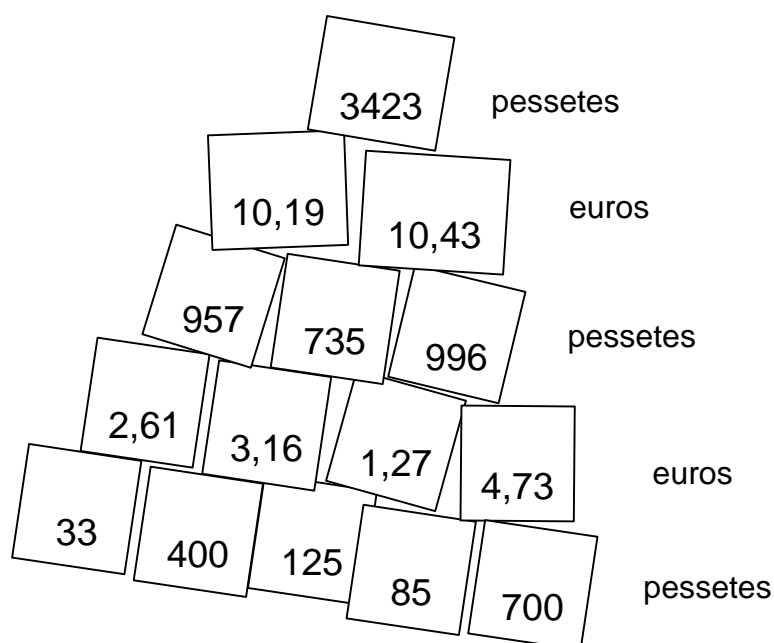 3423 pessetes
10,19 10,43 euros
957 735 996 pessetes
2,61 3,16 1,27 4,73 euros
33 400 125 85 700 pessetes